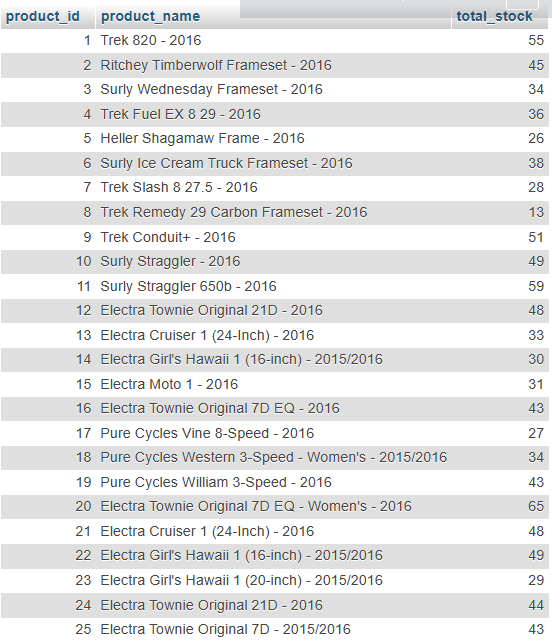 product_id product_name total_stock
1 Trek 820 - 2016 55
2 Ritchey Timberwolf Frameset - 2016 45
3 Surly Wednesday Frameset - 2016 34
4 Trek Fuel EX 8 29 - 2016 36
5 Heller Shagamaw Frame - 2016 26
6 Surly Ice Cream Truck Frameset - 2016 38
7 Trek Slash 8 27.5 - 2016 28
8 Trek Remedy 29 Carbon Frameset - 2016 13
9 Trek Conduit+ - 2016 51
10 Surly Straggler - 2016 49
11 Surly Straggler 650b - 2016 59
12 Electra Townie Original 21D - 2016 48
13 Electra Cruiser 1 (24-Inch) - 2016 33
14 Electra Girl's Hawaii 1 (16-inch) - 2015/2016 30
15 Electra Moto 1 - 2016 31
16 Electra Townie Original 7D EQ - 2016 43
17 Pure Cycles Vine 8-Speed - 2016 27
18 Pure Cycles Western 3-Speed - Women's - 2015/2016 34
19 Pure Cycles William 3-Speed - 2016 43
20 Electra Townie Original 7D EQ - Women's - 2016 65
21 Electra Cruiser 1 (24-Inch) - 2016 48
22 Electra Girl's Hawaii 1 (16-inch) - 2015/2016 49
23 Electra Girl's Hawaii 1 (20-inch) - 2015/2016 29
24 Electra Townie Original 21D - 2016 44
25 Electra Townie Original 7D - 2015/2016 43